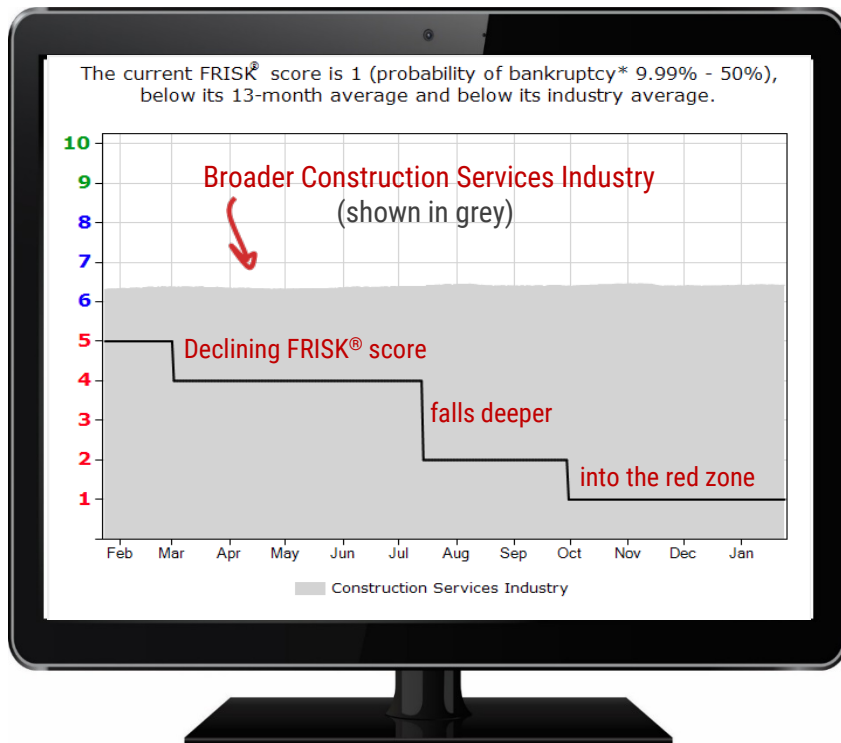 The current FRISK® score is 1 (probability of bankruptcy* 9.99% - 50%),
below its 13-month average and below its industry average.
10
9
Broader Construction Services Industry
8
(shown in grey)
7
6
5
Declining FRISK® score
4
3
falls deeper
2
into the red zone
1
Feb Mar Apr May Jun Jul Aug Sep Oct Nov Dec Jan
Construction Services Industry